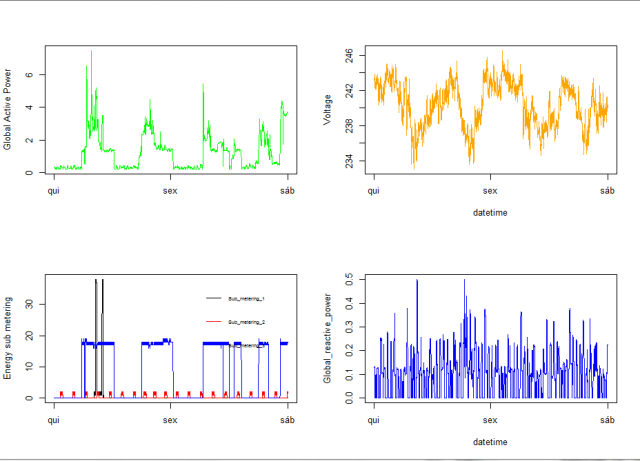 Global Active Power
0 2 4 6
qui sex sáb
Voltage
234 238 242 246
qui sex sáb
datetime
Energy sub metering
0 10 20 30
Sub_metering_1
Sub_metering_2
qui sex sáb
Global_reactive_power
0.0 0.1 0.2 0.3 0.4 0.5
qui sex sáb
datetime